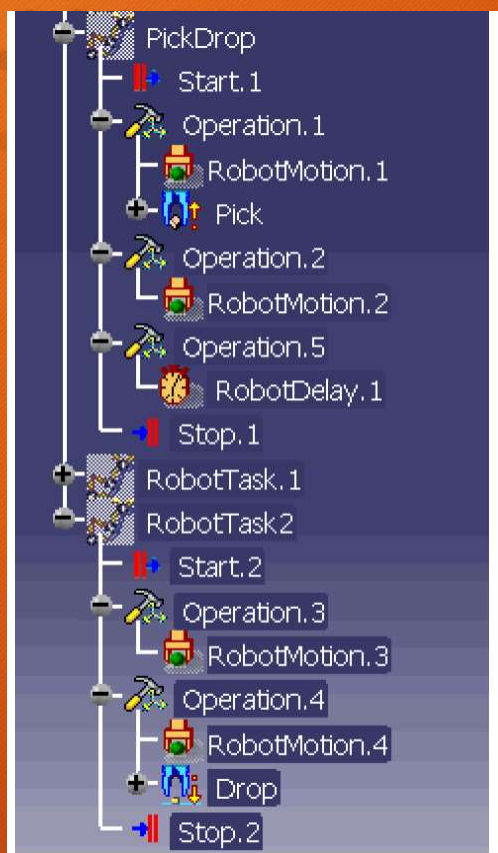 PickDrop
Start.1
Operation.1
RobotMotion.1
Pick
Operation.2
RobotMotion.2
Operation.5
RobotDelay.1
Stop.1
RobotTask.1
RobotTask2
Start.2
Operation.3
RobotMotion.3
Operation.4
RobotMotion.4
Drop
Stop.2